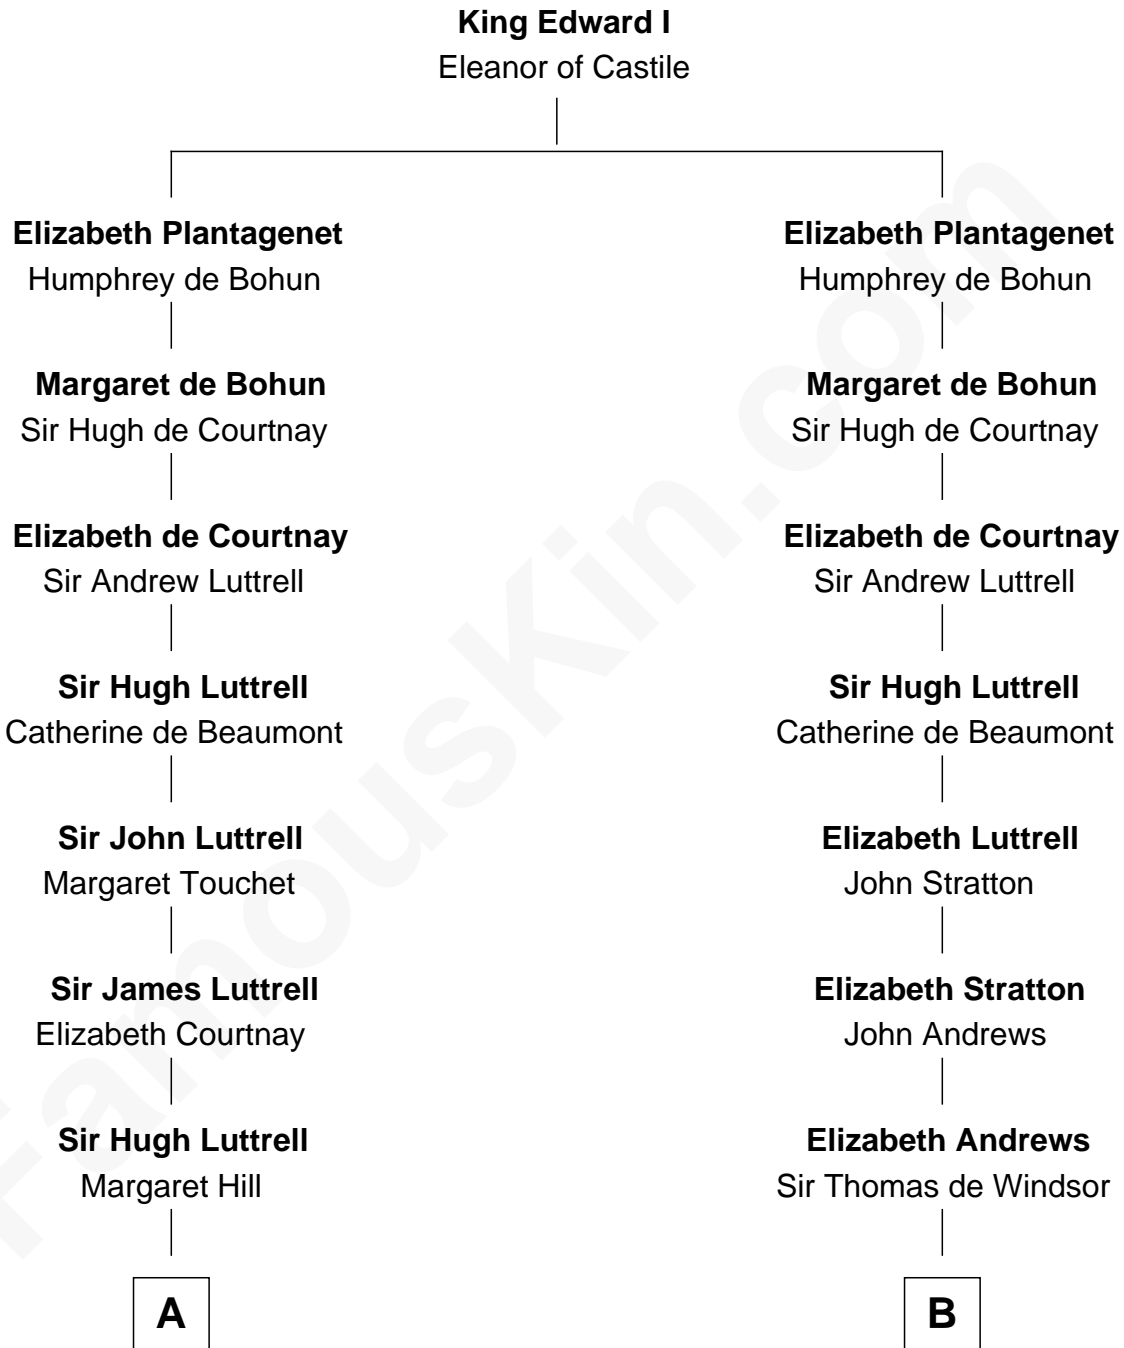 King Edward I
Eleanor of Castile
Elizabeth Plantagenet
Humphrey de Bohun
Margaret de Bohun
Sir Hugh de Courtnay
Elizabeth de Courtnay
Sir Andrew Luttrell
Sir Hugh Luttrell
Catherine de Beaumont
Sir John Luttrell
Margaret Touchet
Sir James Luttrell
Elizabeth Courtnay
Sir Hugh Luttrell
Margaret Hill
A
Elizabeth Plantagenet
Humphrey de Bohun
Margaret de Bohun
Sir Hugh de Courtnay
Elizabeth de Courtnay
Sir Andrew Luttrell
Sir Hugh Luttrell
Catherine de Beaumont
Elizabeth Luttrell
John Stratton
Elizabeth Stratton
John Andrews
Elizabeth Andrews
Sir Thomas de Windsor
B
FamousKin.com